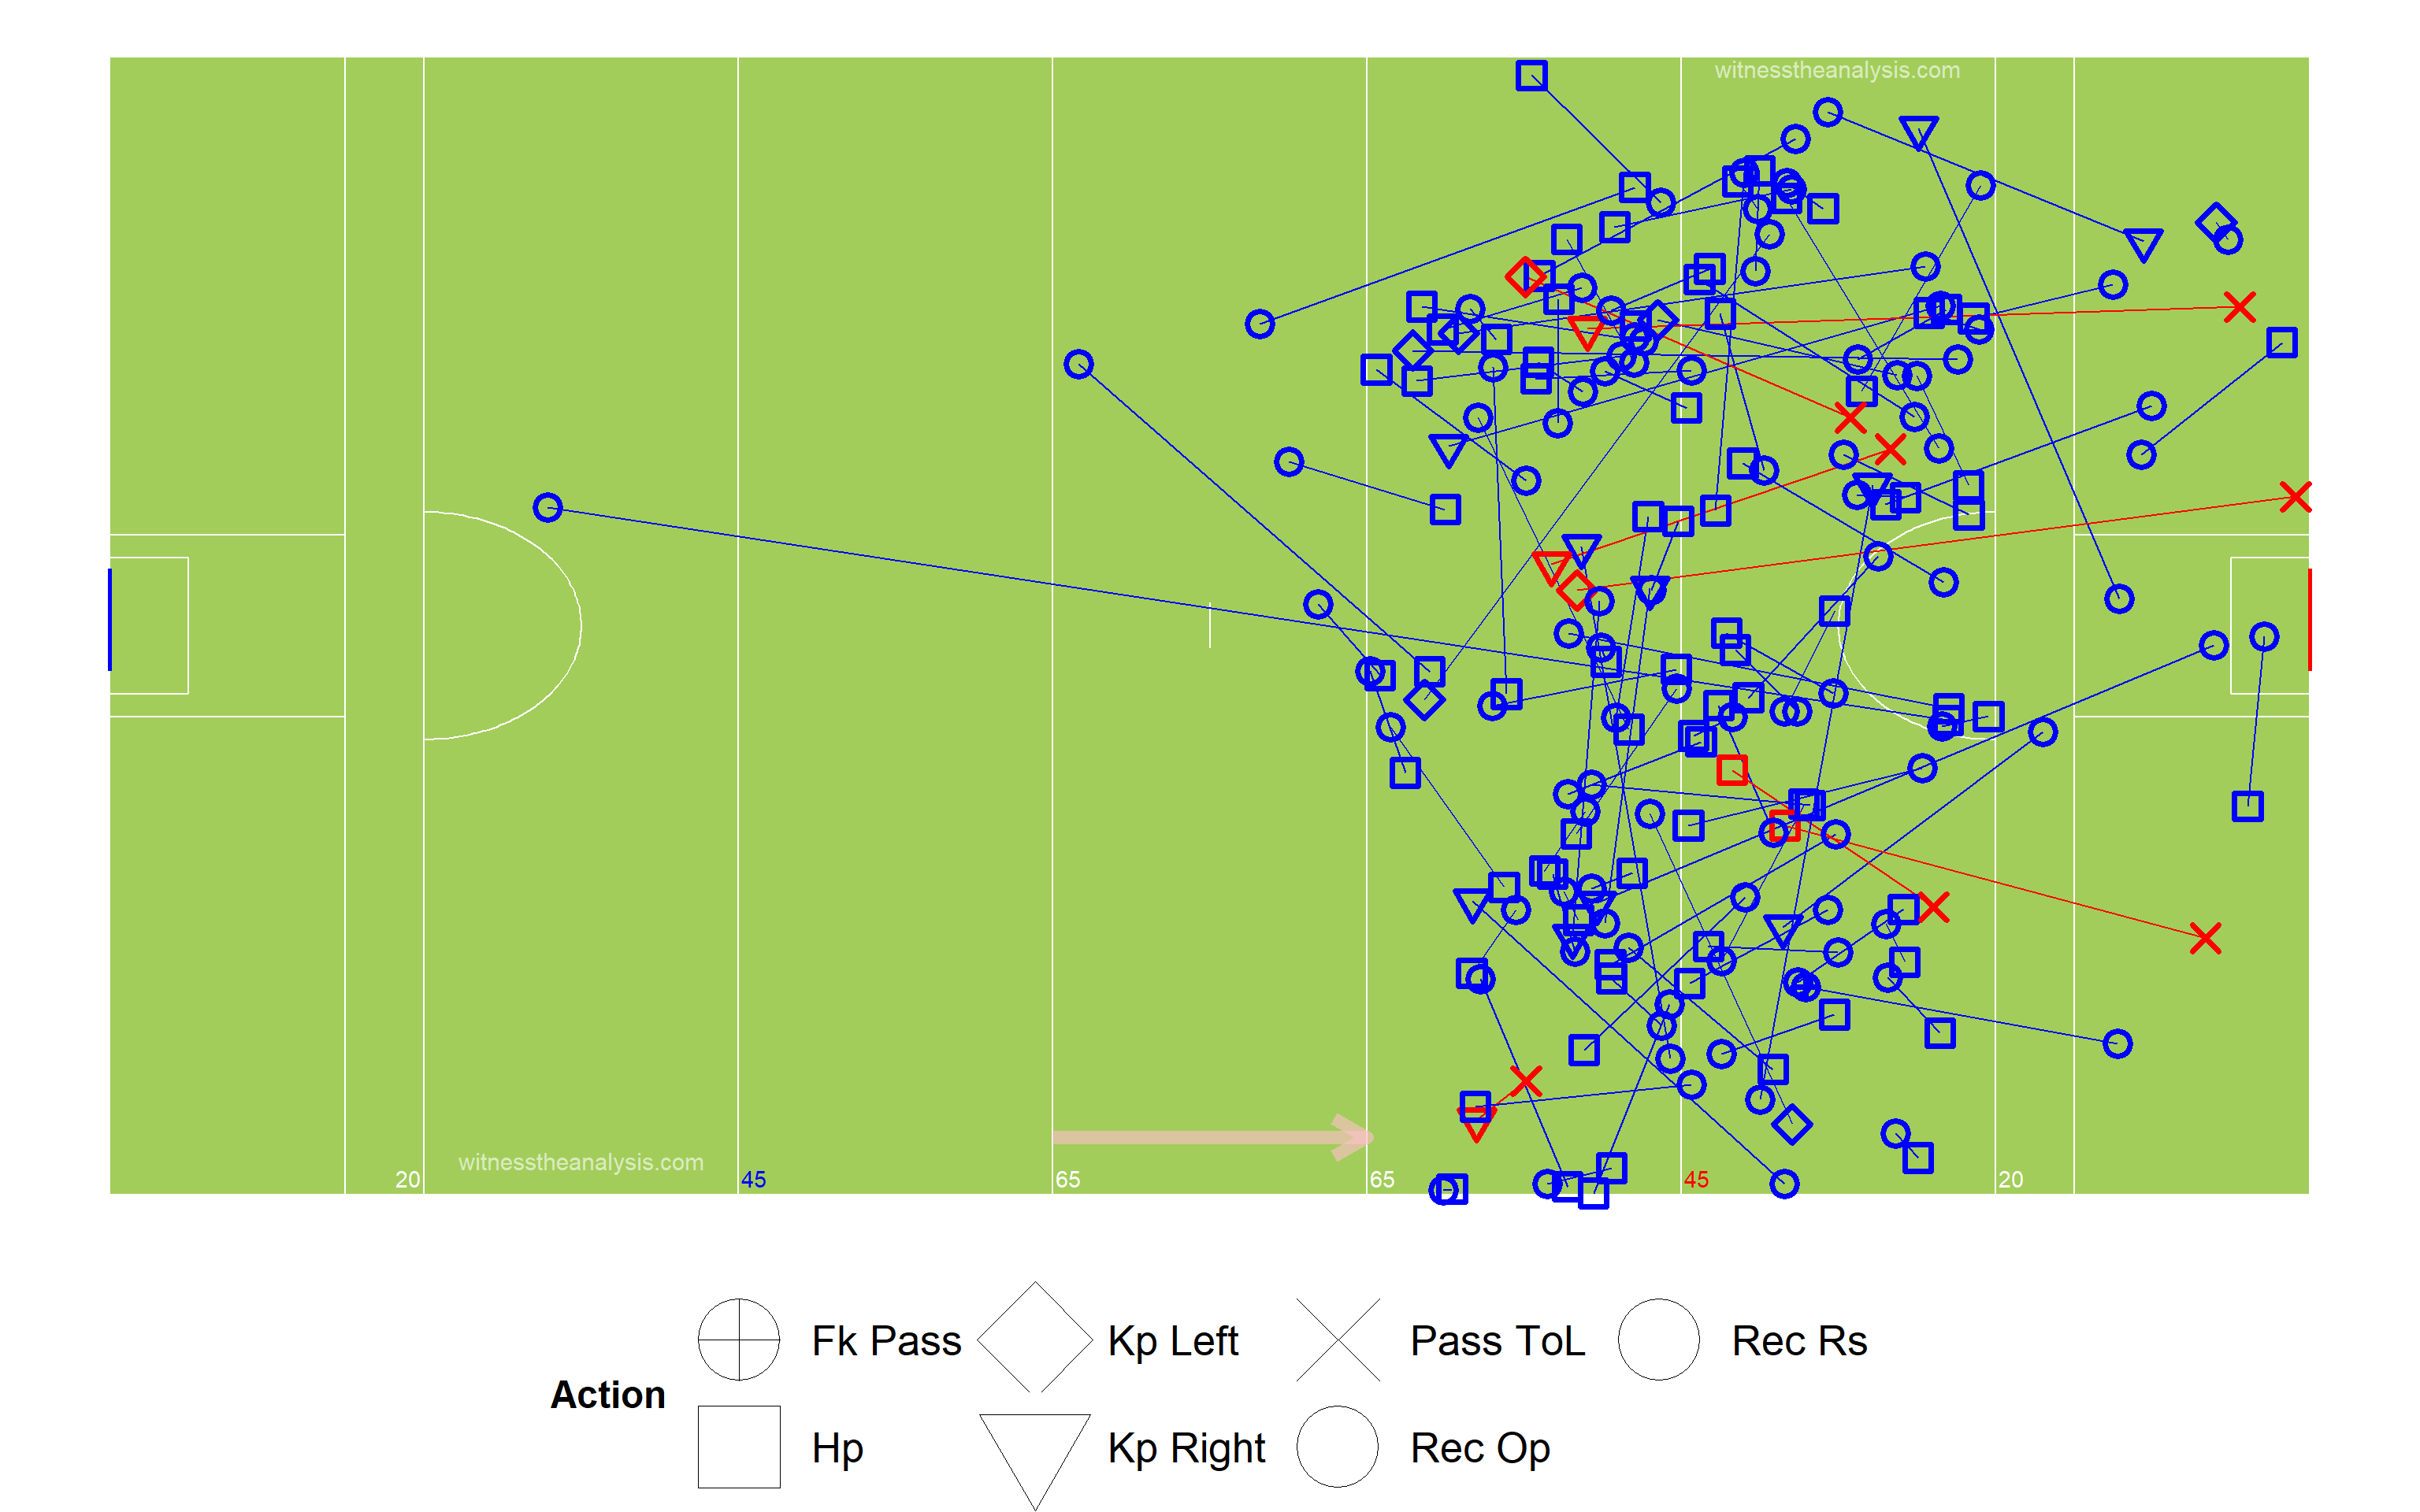 witnesstheanalysis.com
witnesstheanalysis.com
20 45 65 65 45 20
Fk Pass Kp Left Pass ToL Rec Rs
Action
Hp Kp Right Rec Op